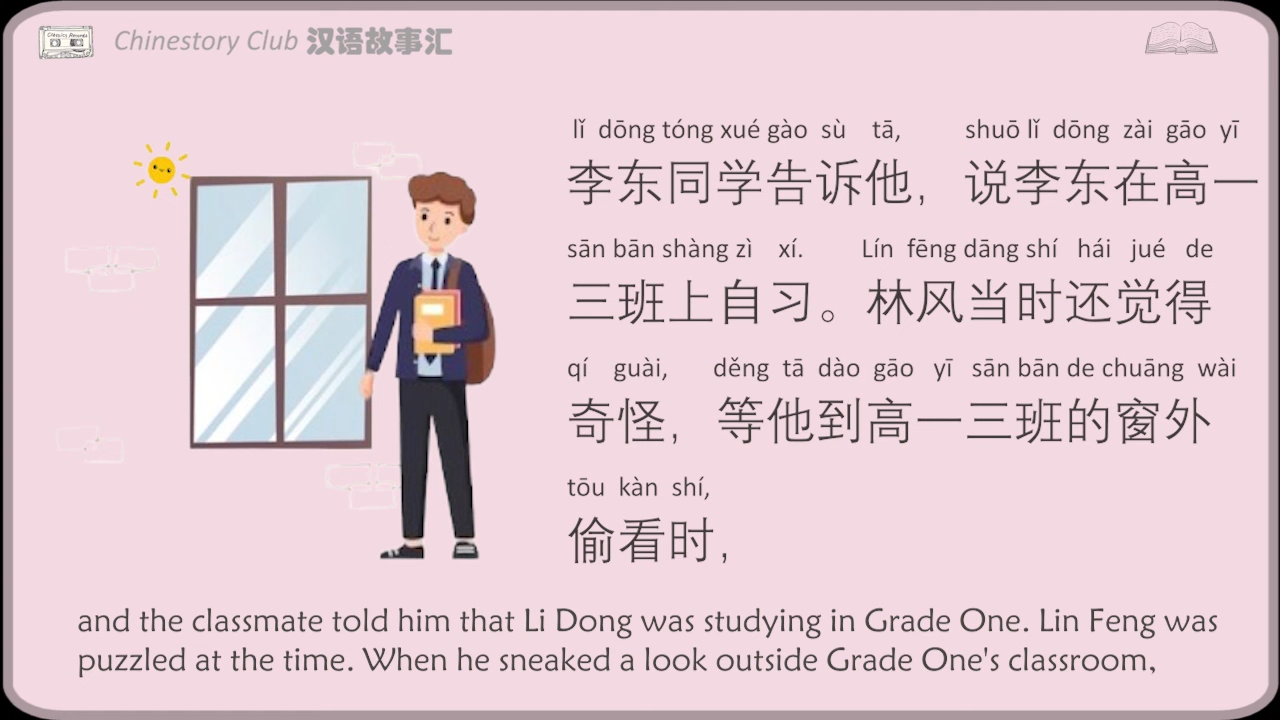 Chinestory Club 汉语故事汇
lǐ dōng tóng xué gào sù tā, shuō lǐ dōng zài gāo yī
李东同学告诉他，说李东在高一
sān bān shàng zì xí. Lín fēng dāng shí hái jué de
三班上自习。林风当时还觉得
qí guài, děng tā dào gāo yī sān bān de chuāng wài
奇怪，等他到高一三班的窗外
tōu kàn shí,
偷看时，
and the classmate told him that Li Dong was studying in Grade One. Lin Feng was
puzzled at the time. When he sneaked a look outside Grade One's classroom,